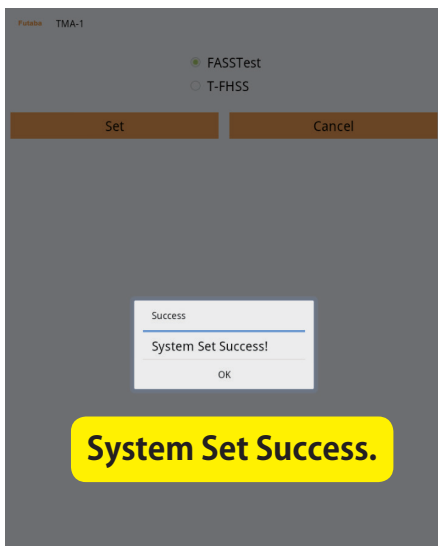 Futaba TMA-1
FASSTest
T-FHSS
Set Cancel
Success
System Set Success!
OK
System Set Success.